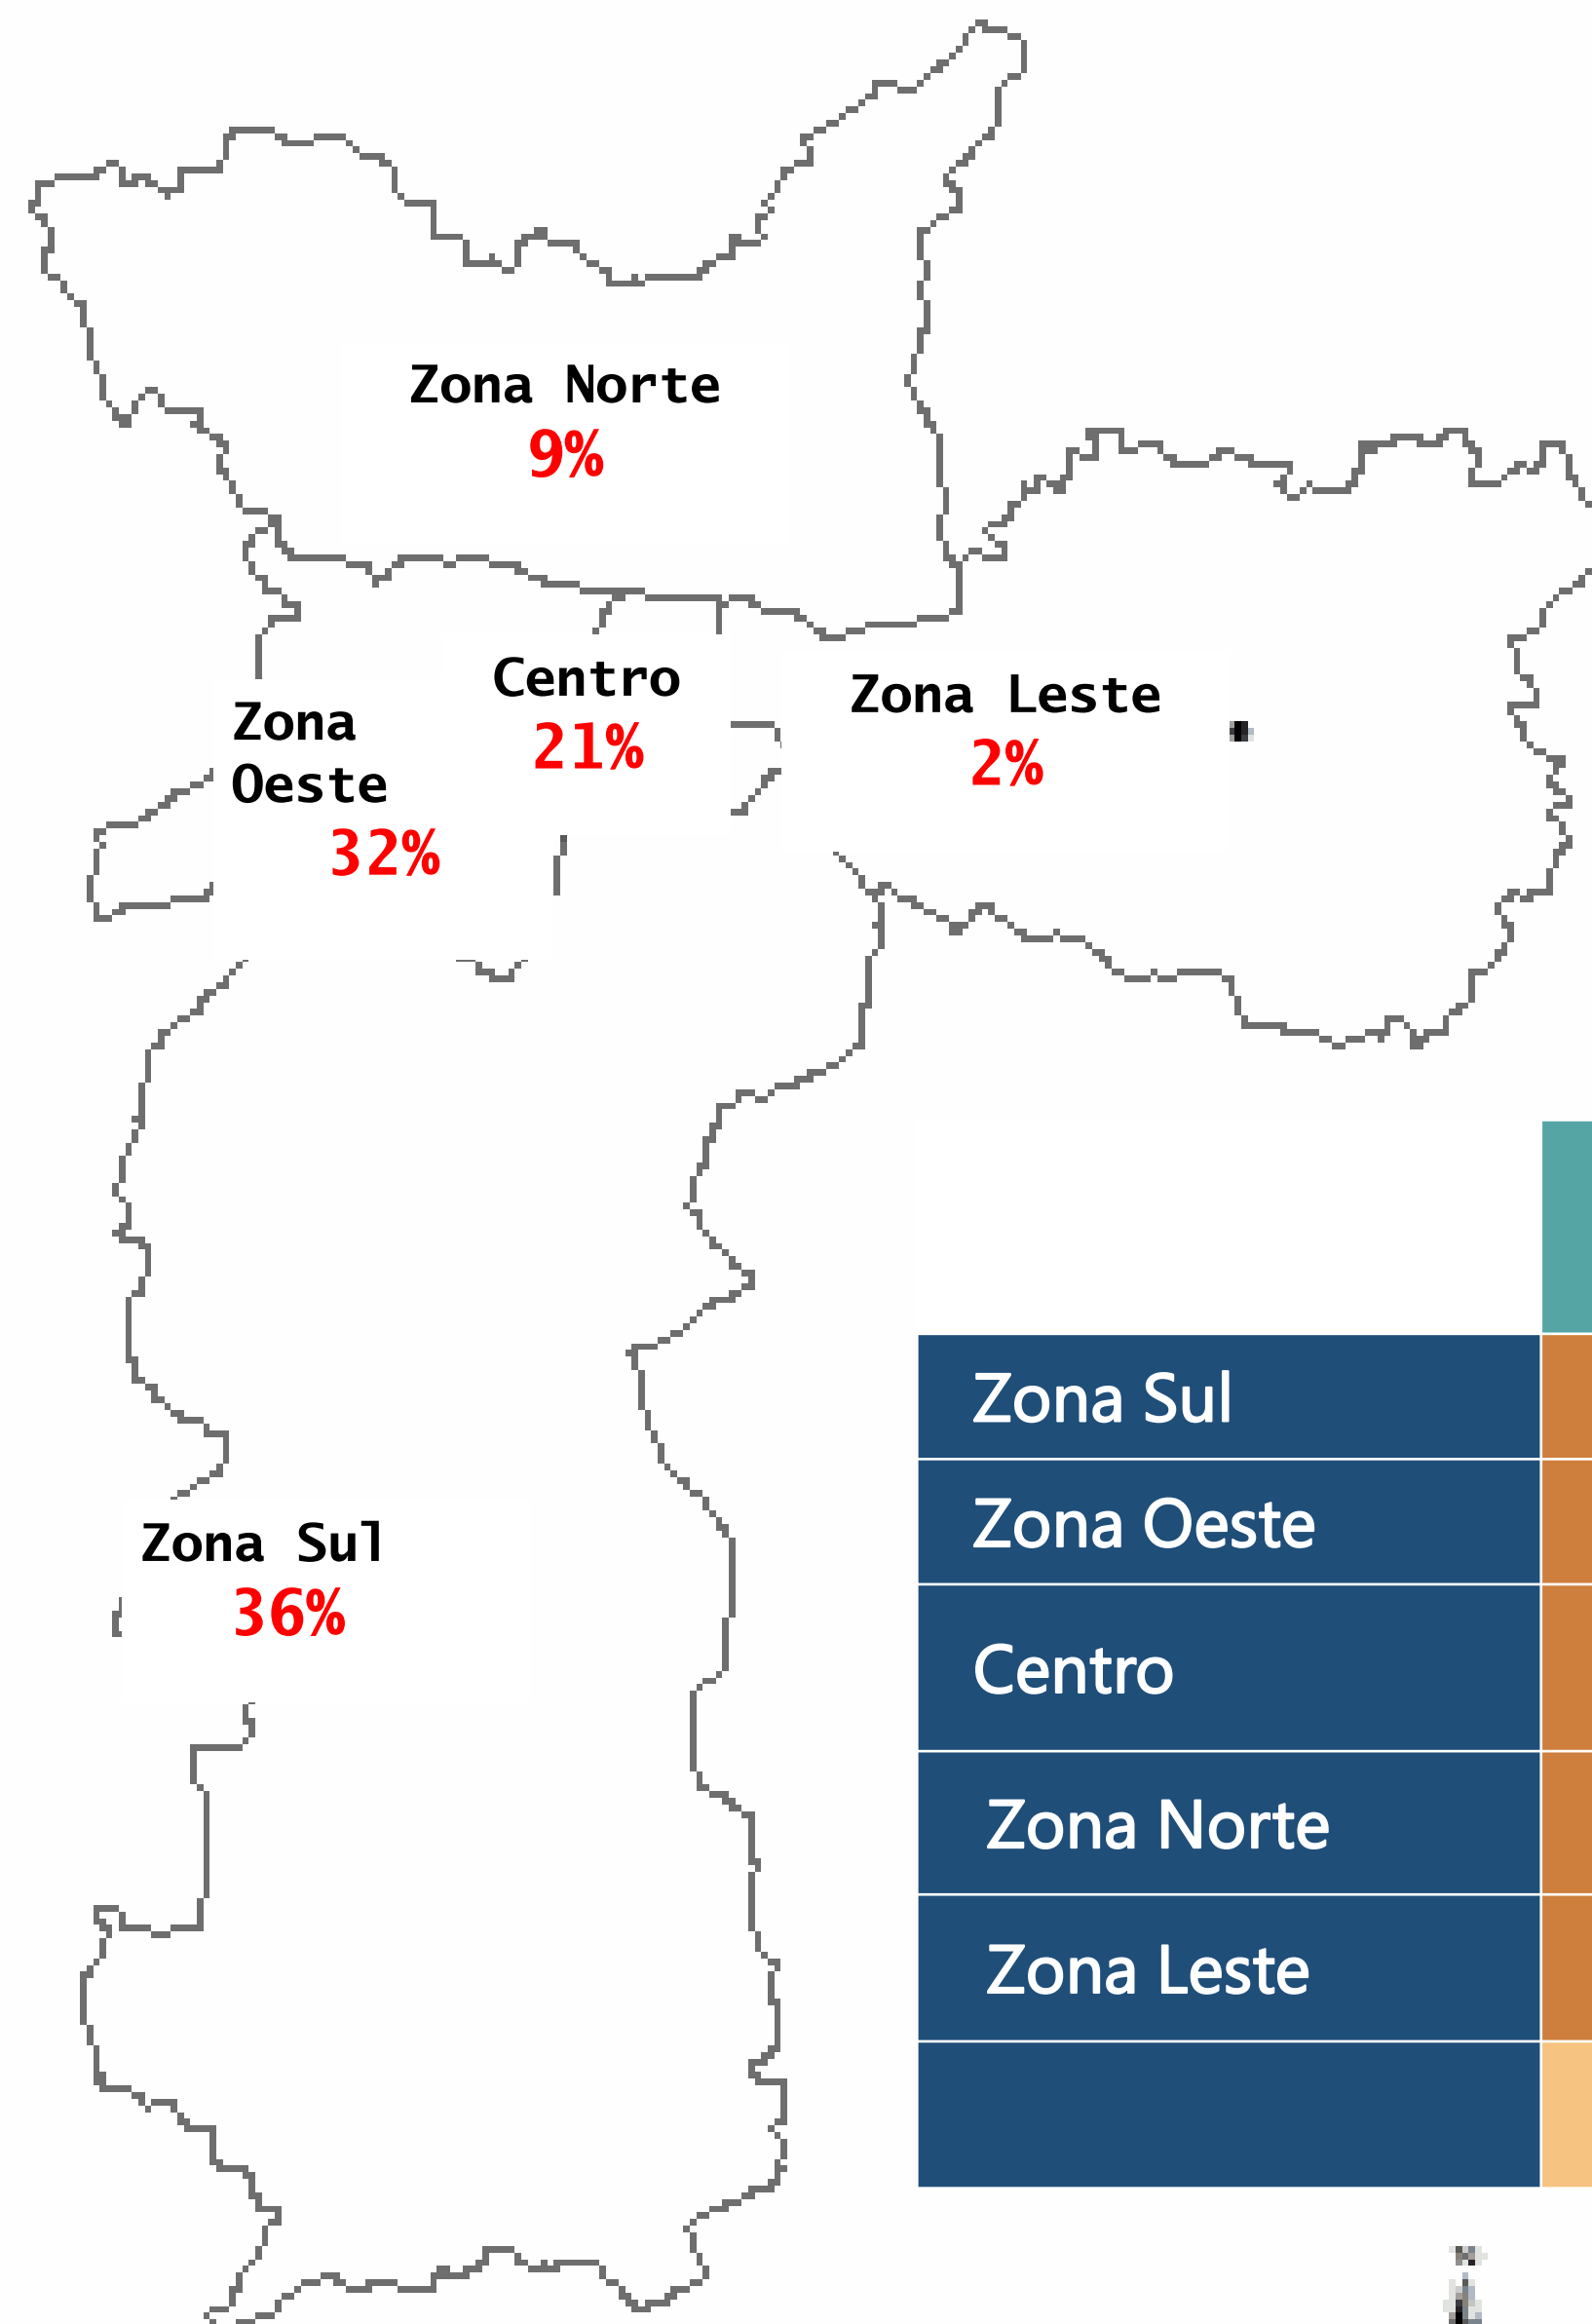 Zona Norte
9%
Centro
21%
Zona Leste
2%
Zona
Oeste
32%
Zona Sul
36%
Zona Sul
Zona Oeste
Centro
Zona Norte
Zona Leste